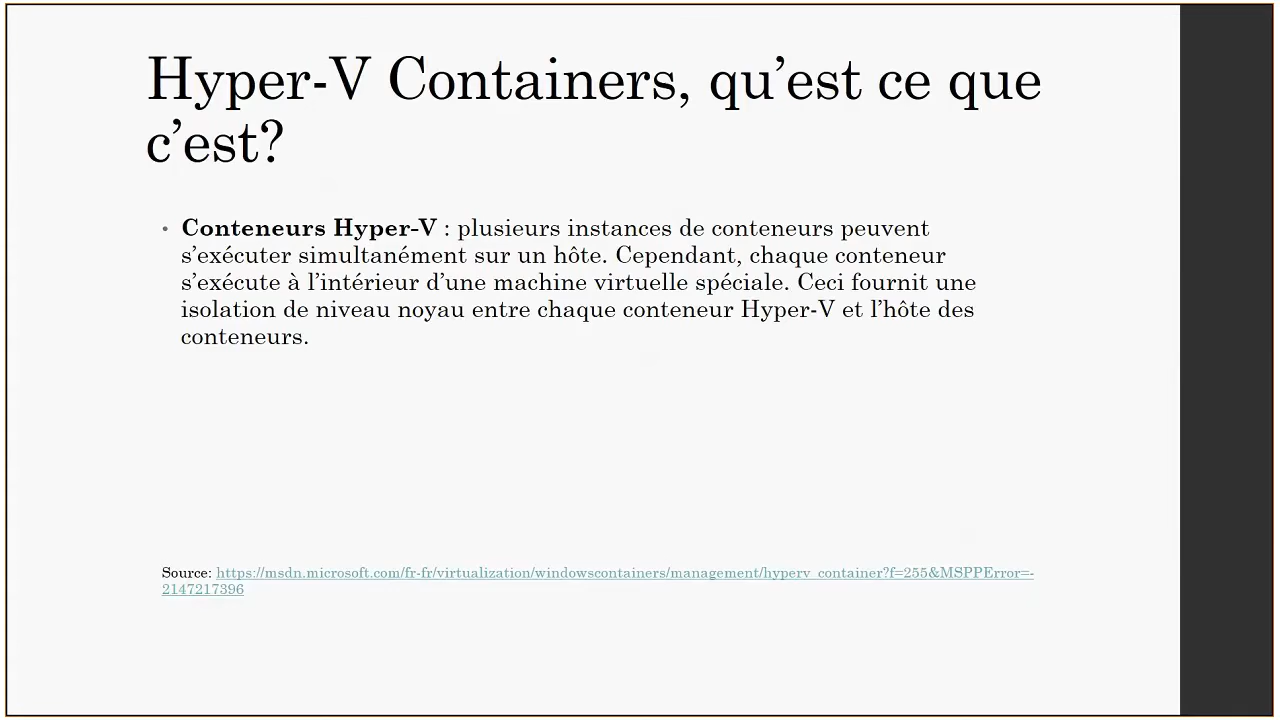 Hyper-V Containers, qu’est ce que
c’est?
• Conteneurs Hyper-V : plusieurs instances de conteneurs peuvent
s’exécuter simultanément sur un hôte. Cependant, chaque conteneur
s’exécute à l’intérieur d’une machine virtuelle spéciale. Ceci fournit une
isolation de niveau noyau entre chaque conteneur Hyper-V et l’hôte des
conteneurs.
Source: https://msdn.microsoft.com/fr-fr/virtualization/windowscontainers/management/hyperv_container?f=255&MSPPError=-
2147217396